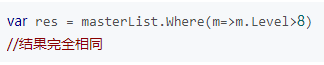 var res = masterList.Where(m=>m.Level>8)
//结果完全相同